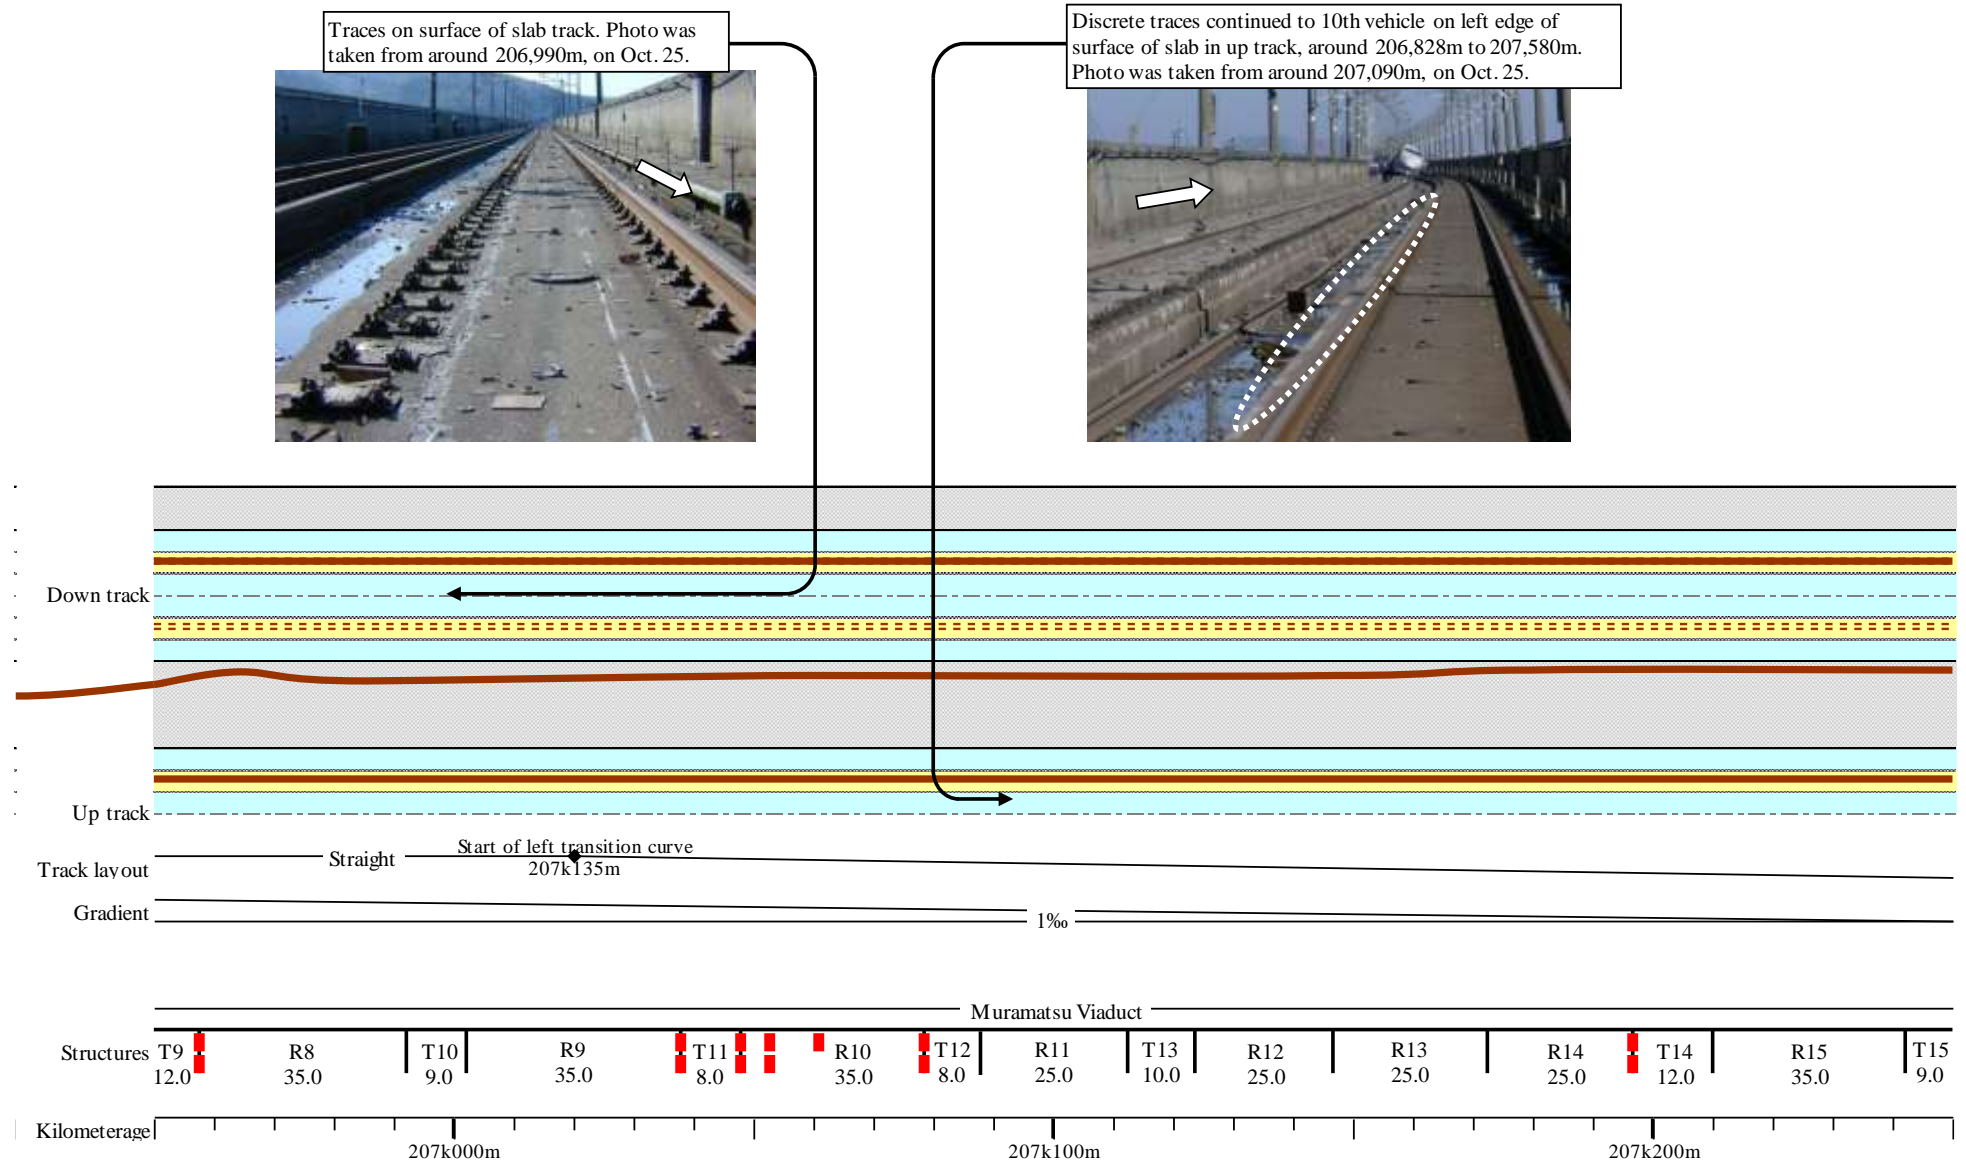 Traces on surface of slab track. Photo was
taken from around 206,990m, on Oct. 25.
Discrete traces continued to 10th vehicle on left edge of
surface of slab in up track, around 206,828m to 207,580m.
Photo was taken from around 207,090m, on Oct. 25.
Down track
Up track
Track layout
Straight
Start of left transition curve
207k135m
Gradient
1‰
Muramatsu Viaduct
Structures
T9 R8 T10 R9 T11 R10 T12 R11 T13 R12 R13 R14 T14 R15 T15
12.0 35.0 9.0 35.0 8.0 35.0 8.0 25.0 10.0 25.0 25.0 25.0 12.0 35.0 9.0
Kilometerage
207k000m 207k100m 207k200m